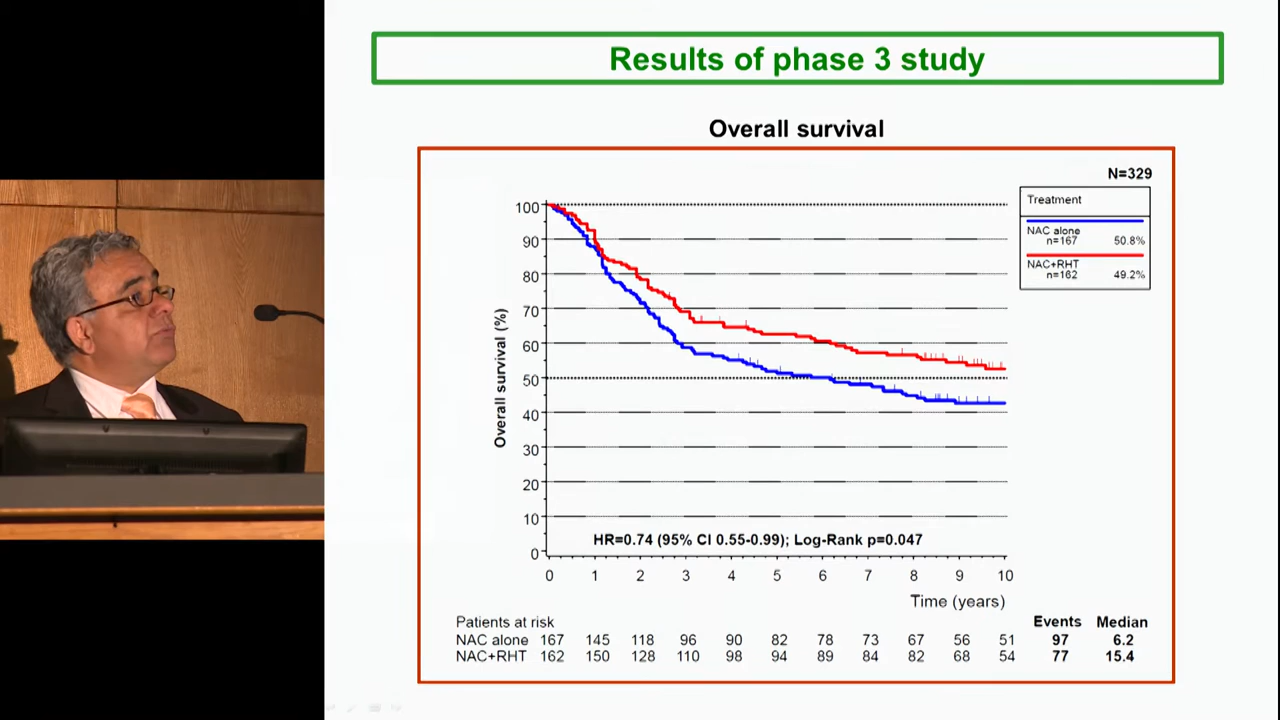 Results of phase 3 study
Overall survival
N=329
Treatment
NAC alone
n=167 50.8%
NAC+RHT
n=162 49.2%
Overall survival (%)
100
90
80
70
60
50
40
30
20
10
0
HR=0.74 (95% CI 0.55-0.99); Log-Rank p=0.047
0 1 2 3 4 5 6 7 8 9 10
Time (years)
Patients at risk Events Median
NAC alone 167 145 118 96 90 82 78 73 67 56 51 97 6.2
NAC+RHT 162 150 128 110 98 94 89 84 82 68 54 77 15.4